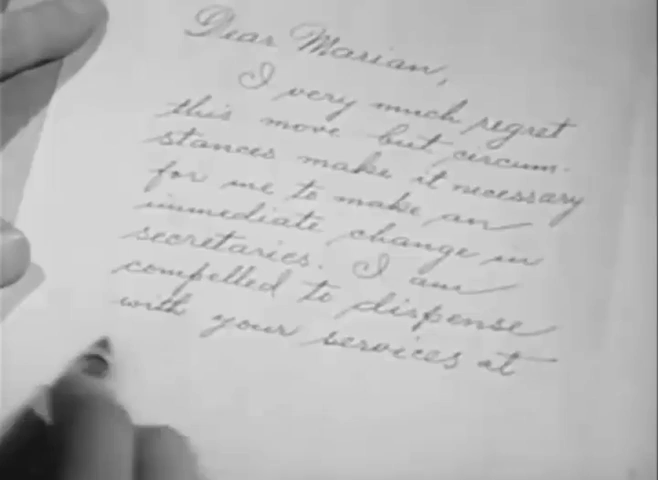 Dear Marian,
I very much regret
this move but circum-
stances make it necessary
for me to make an
immediate change in
secretaries. I am
compelled to dispense
with your services at